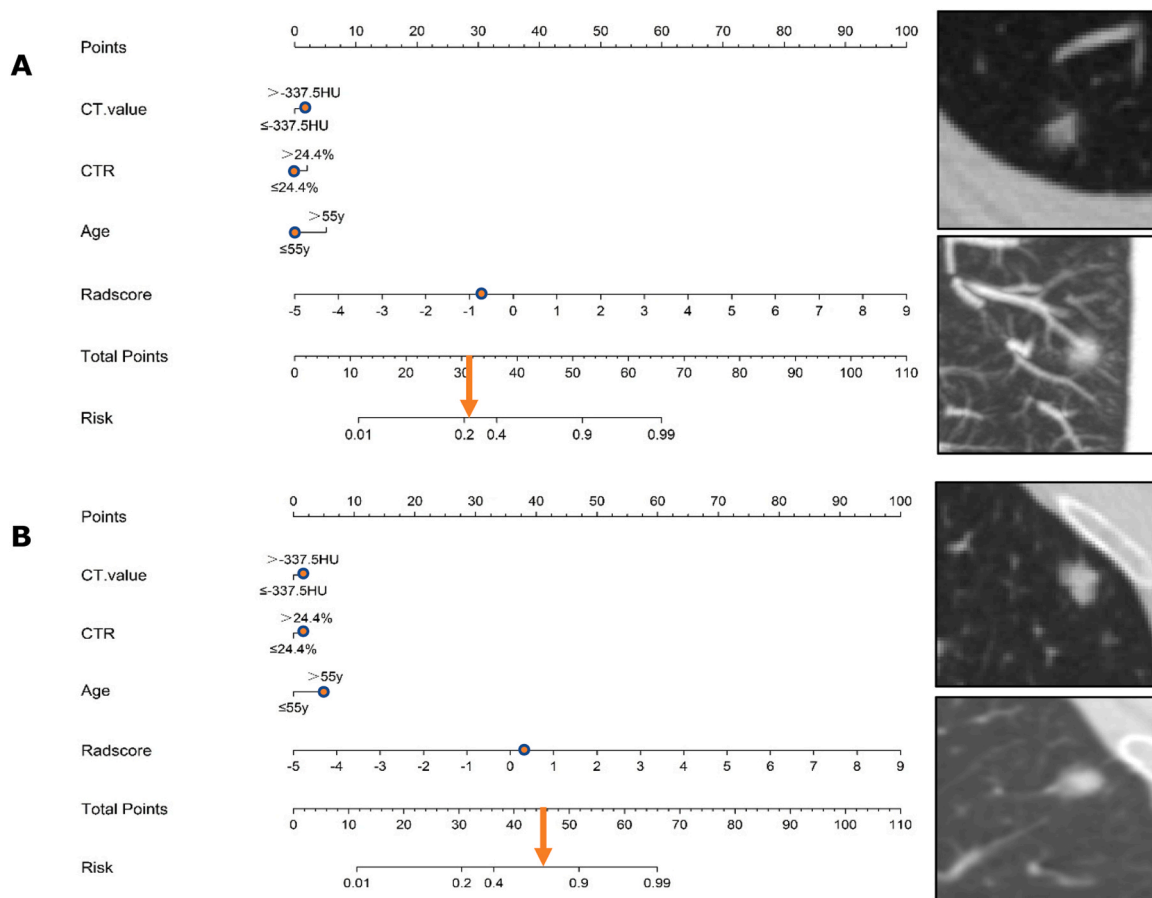 A
Points
0 10 20 30 40 50 60 70 80 90 100
CT.value
>-337.5HU
≤-337.5HU
CTR
>24.4%
≤24.4%
Age
>55y
≤55y
Radscore
-5 -4 -3 -2 -1 0 1 2 3 4 5 6 7 8 9
Total Points
0 10 20 30 40 50 60 70 80 90 100 110
Risk
0.01 0.2 0.4 0.9 0.99
B
Points
0 10 20 30 40 50 60 70 80 90 100
CT.value
>-337.5HU
≤-337.5HU
CTR
>24.4%
≤24.4%
Age
>55y
≤55y
Radscore
-5 -4 -3 -2 -1 0 1 2 3 4 5 6 7 8 9
Total Points
0 10 20 30 40 50 60 70 80 90 100 110
Risk
0.01 0.2 0.4 0.9 0.99